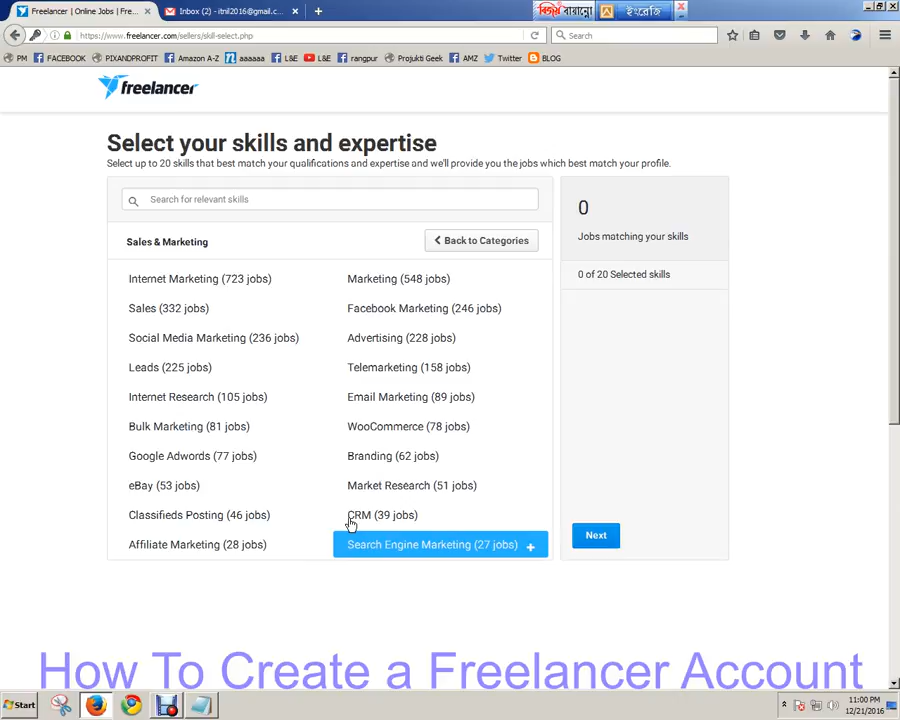 Freelancer | Online Jobs | Fre...
Inbox (2) - itnil2016@gmail.c...
ইংরেজি
https://www.freelancer.com/sellers/skill-select.php
Search
PM
FACEBOOK
PIXANDPROFIT
Amazon A-Z
aaaaaa
L&E
L&E
rangpur
Projukti Geek
AMZ
Twitter
BLOG
freelancer
Select your skills and expertise
Select up to 20 skills that best match your qualifications and expertise and we'll provide you the jobs which best match your profile.
Search for relevant skills
Sales & Marketing
Back to Categories
Internet Marketing (723 jobs)
Marketing (548 jobs)
Sales (332 jobs)
Facebook Marketing (246 jobs)
Social Media Marketing (236 jobs)
Advertising (228 jobs)
Leads (225 jobs)
Telemarketing (158 jobs)
Internet Research (105 jobs)
Email Marketing (89 jobs)
Bulk Marketing (81 jobs)
WooCommerce (78 jobs)
Google Adwords (77 jobs)
Branding (62 jobs)
eBay (53 jobs)
Market Research (51 jobs)
Classifieds Posting (46 jobs)
CRM (39 jobs)
Affiliate Marketing (28 jobs)
Search Engine Marketing (27 jobs)
0
Jobs matching your skills
0 of 20 Selected skills
Next
How To Create a Freelancer Account
Start
11:00 PM
12/21/2016